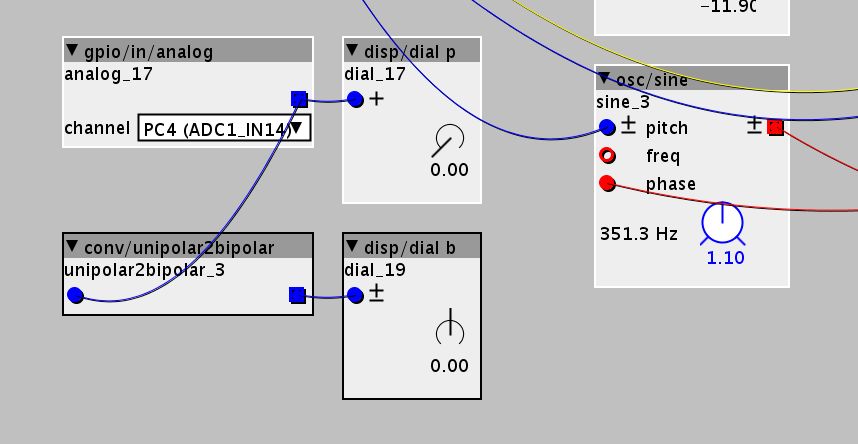 -11.90
▼ gpio/in/analog
analog_17
channel PC4 (ADC1_IN14) ▼
▼ disp/dial p
dial_17
+
0.00
▼ osc/sine
sine_3
± pitch ±
freq
phase
351.3 Hz
1.10
▼ conv/unipolar2bipolar
unipolar2bipolar_3
▼ disp/dial b
dial_19
±
0.00